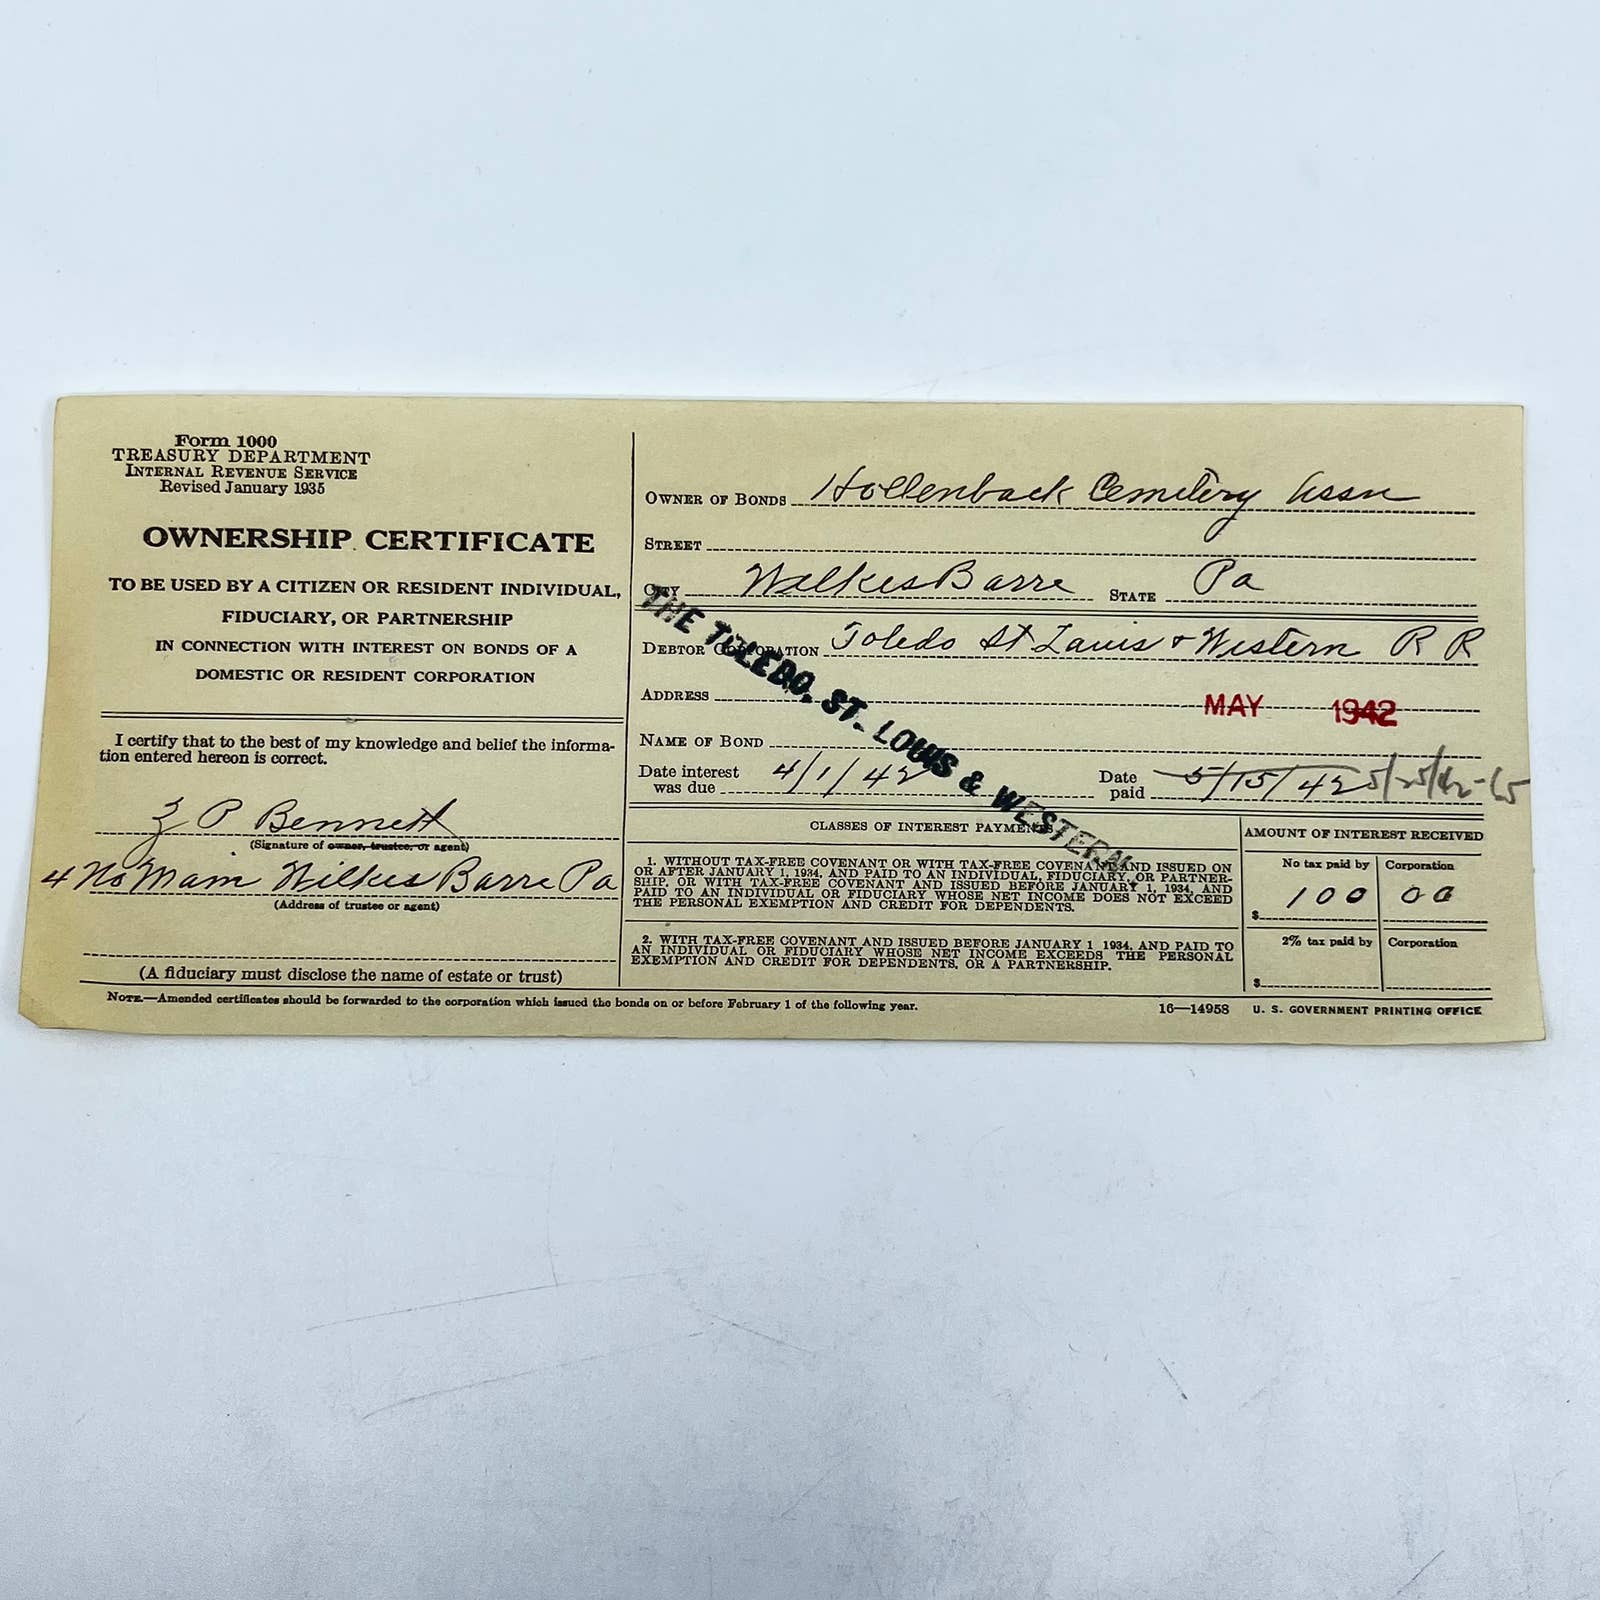 Form 1000
TREASURY DEPARTMENT
INTERNAL REVENUE SERVICE
Revised January 1935
OWNERSHIP CERTIFICATE
TO BE USED BY A CITIZEN OR RESIDENT INDIVIDUAL,
FIDUCIARY, OR PARTNERSHIP
IN CONNECTION WITH INTEREST ON BONDS OF A
DOMESTIC OR RESIDENT CORPORATION
I certify that to the best of my knowledge and belief the informa-
tion entered hereon is correct.
Z P Bennett
(Signature of owner, trustee, or agent)
4 No Main Wilkes Barre Pa
(Address of trustee or agent)
(A fiduciary must disclose the name of estate or trust)
OWNER OF BONDS Hollenback Cemetery Assn
STREET
CITY Wilkes Barre STATE Pa
DEBTOR CORPORATION Toledo St Louis & Western R R
ADDRESS
MAY 1942
NAME OF BOND
THE TOLEDO, ST. LOUIS & WESTERN
Date interest was due 4/1/42
Date paid 5/15/42 5/25/42
CLASSES OF INTEREST PAYMENTS
AMOUNT OF INTEREST RECEIVED
1. WITHOUT TAX-FREE COVENANT OR WITH TAX-FREE COVENANT AND ISSUED ON
OR AFTER JANUARY 1, 1934, AND PAID TO AN INDIVIDUAL, FIDUCIARY, OR PARTNER-
SHIP, OR WITH TAX-FREE COVENANT AND ISSUED BEFORE JANUARY 1, 1934, AND
PAID TO AN INDIVIDUAL OR FIDUCIARY WHOSE NET INCOME DOES NOT EXCEED
THE PERSONAL EXEMPTION AND CREDIT FOR DEPENDENTS.
No tax paid by Corporation
$ 100 00
2. WITH TAX-FREE COVENANT AND ISSUED BEFORE JANUARY 1 1934, AND PAID TO
AN INDIVIDUAL OR FIDUCIARY WHOSE NET INCOME EXCEEDS THE PERSONAL
EXEMPTION AND CREDIT FOR DEPENDENTS, OR A PARTNERSHIP.
2% tax paid by Corporation
$
NOTE.—Amended certificates should be forwarded to the corporation which issued the bonds on or before February 1 of the following year.
16—14958 U. S. GOVERNMENT PRINTING OFFICE